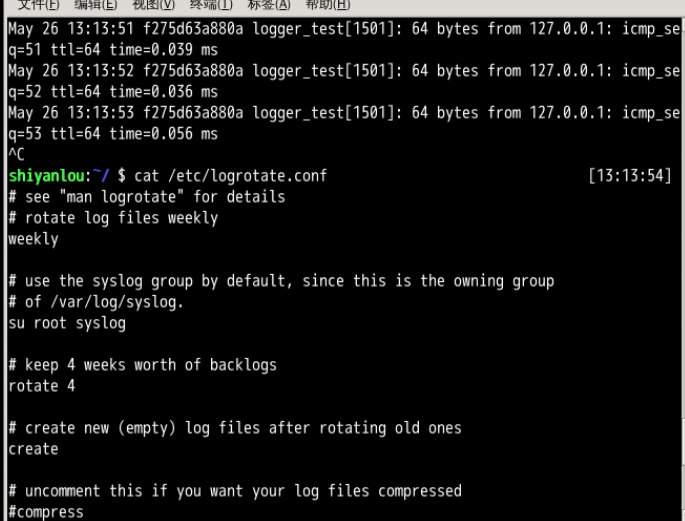 文件(F) 编辑(E) 视图(V) 终端(T) 标签(A) 帮助(H)
May 26 13:13:51 f275d63a880a logger_test[1501]: 64 bytes from 127.0.0.1: icmp_se
q=51 ttl=64 time=0.039 ms
May 26 13:13:52 f275d63a880a logger_test[1501]: 64 bytes from 127.0.0.1: icmp_se
q=52 ttl=64 time=0.036 ms
May 26 13:13:53 f275d63a880a logger_test[1501]: 64 bytes from 127.0.0.1: icmp_se
q=53 ttl=64 time=0.056 ms
^C
shiyanlou:~/ $ cat /etc/logrotate.conf [13:13:54]
# see "man logrotate" for details
# rotate log files weekly
weekly
# use the syslog group by default, since this is the owning group
# of /var/log/syslog.
su root syslog
# keep 4 weeks worth of backlogs
rotate 4
# create new (empty) log files after rotating old ones
create
# uncomment this if you want your log files compressed
#compress